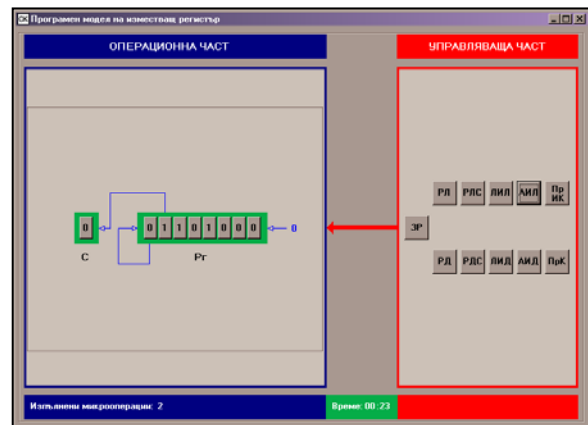 Програмен модел на изместващ регистър
ОПЕРАЦИОННА ЧАСТ
УПРАВЛЯВАЩА ЧАСТ
РЛ РЛС ЛИЛ АИЛ Пр ИК
0 0 1 1 0 1 0 0 0 0 ЗР
С Рг
РД РДС ЛИД АИД ПрК
Изпълнени микрооперации: 2 Време: 00:23